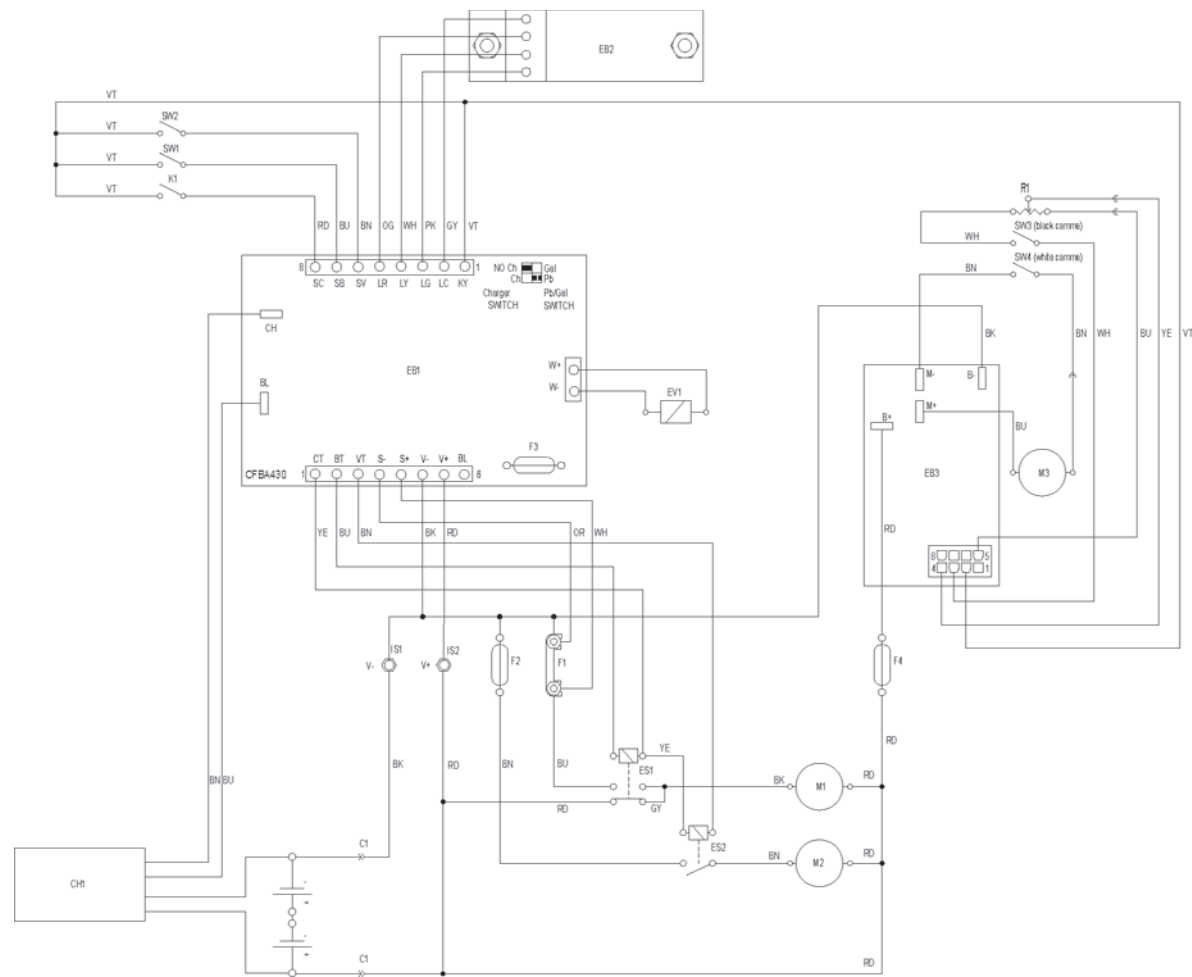 EB2
VT
VT SW2
VT SW1
VT K1
RD BU BN OG WH PK GY VT
R1
SW3 (black camme)
WH
SW4 (white camme)
BN
BK BN WH BU YE VT
8 1 NO Ch Gel
Ch Pb
SC SB SV LR LY LG LC KY
Charger SWITCH Pb/Gel SWITCH
CH
EB1
W+
W-
EV1
BL
M- B-
M+
B+
BU
M3
EB3
F3
CFBA430
CT BT VT S- S+ V- V+ BL
1 8
YE BU BN BK RD OR WH
RD
8 5
4 1
IS1 IS2
V- V+ F2 F1 F4
RD
BK RD BN BU
YE
ES1
RD GY
BK M1 RD
BN BU
ES2
BN M2 RD
C1
CH1
- +
- +
C1
RD